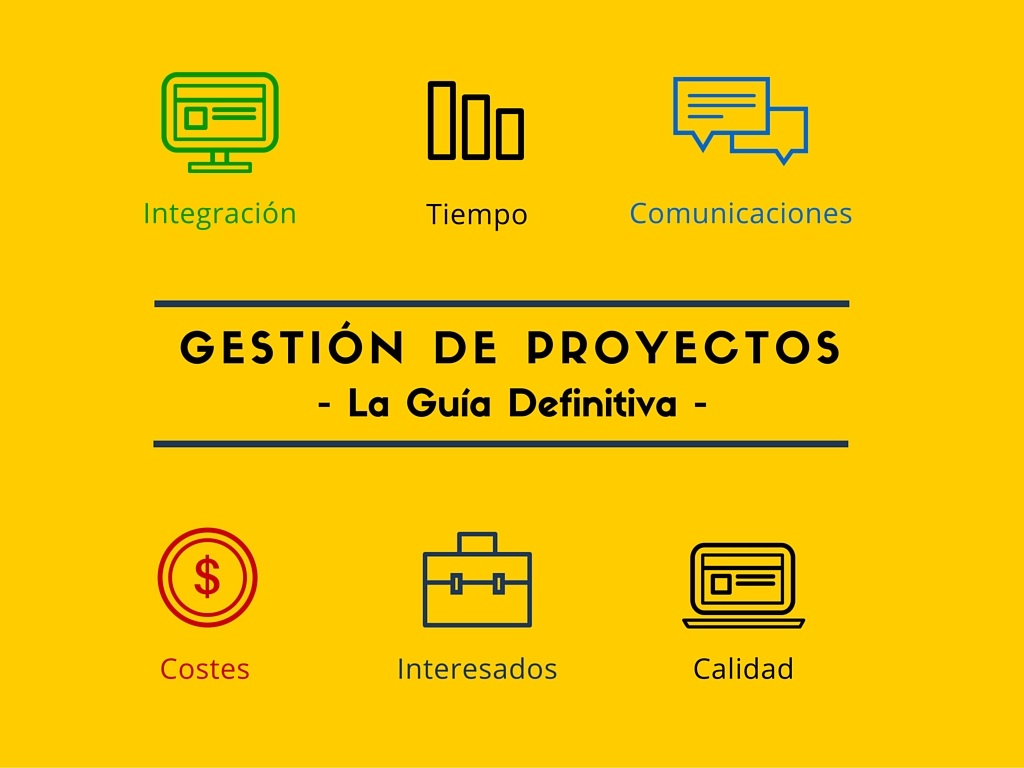 Integración
Tiempo
Comunicaciones
GESTIÓN DE PROYECTOS
- La Guía Definitiva -
$
Costes
Interesados
Calidad